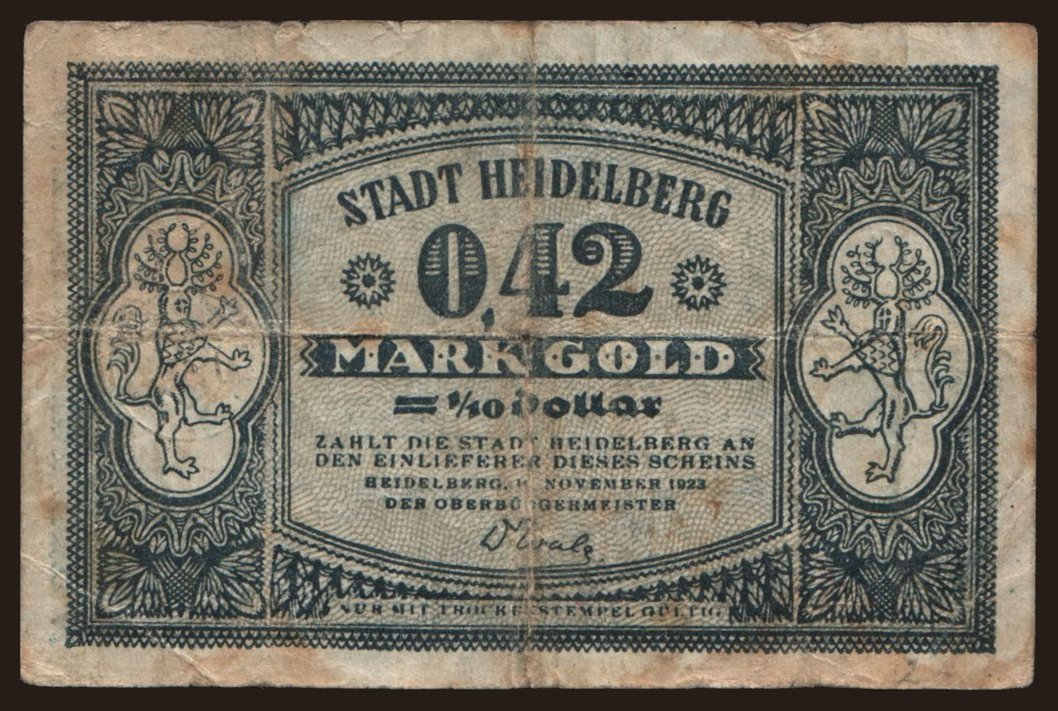 STADT HEIDELBERG
0,42
MARK GOLD
= 1/10 Dollar
ZAHLT DIE STADT HEIDELBERG AN
DEN EINLIEFERER DIESES SCHEINS
HEIDELBERG, NOVEMBER 1923
DER OBERBÜRGERMEISTER
Walz
NUR MIT TROCKENSTEMPEL GÜLTIG